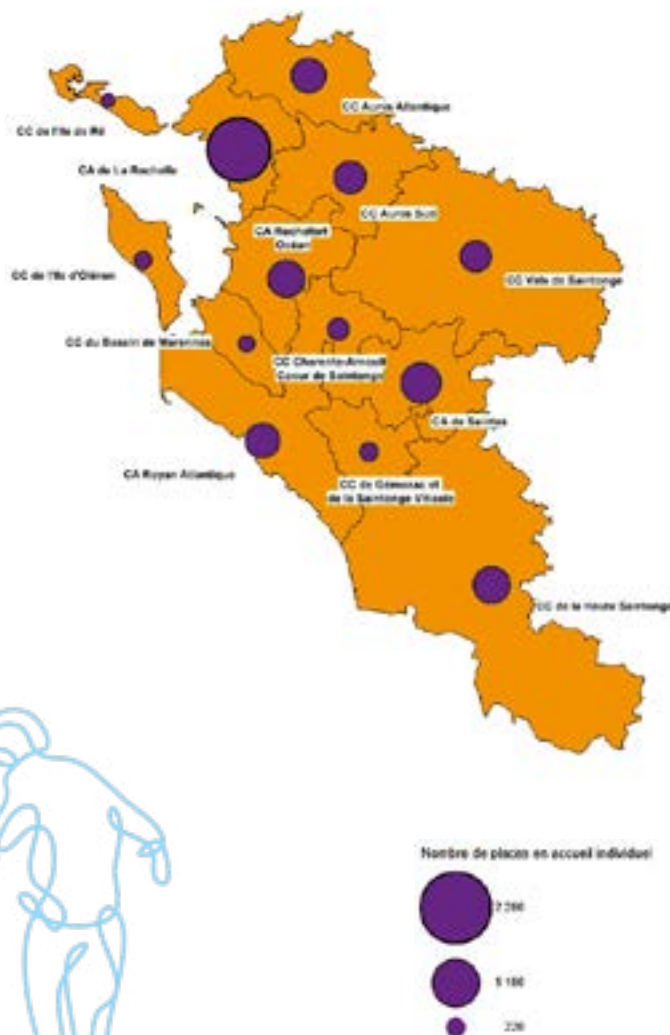 CC Aunis Atlantique
CC de l'Ile de Ré
CA de La Rochelle
CC Aunis Sud
CA Rochefort
Océan
CC de l'Ile d'Oléron
CC Vals de Saintonge
CC du Bassin de Marennes
CC Charente-Arnoult
Coeur de Saintonge
CA de Saintes
CA Royan Atlantique
CC de Gémozac et
de la Saintonge Viticole
CC de la Haute Saintonge
Nombre de places en accueil individuel
220